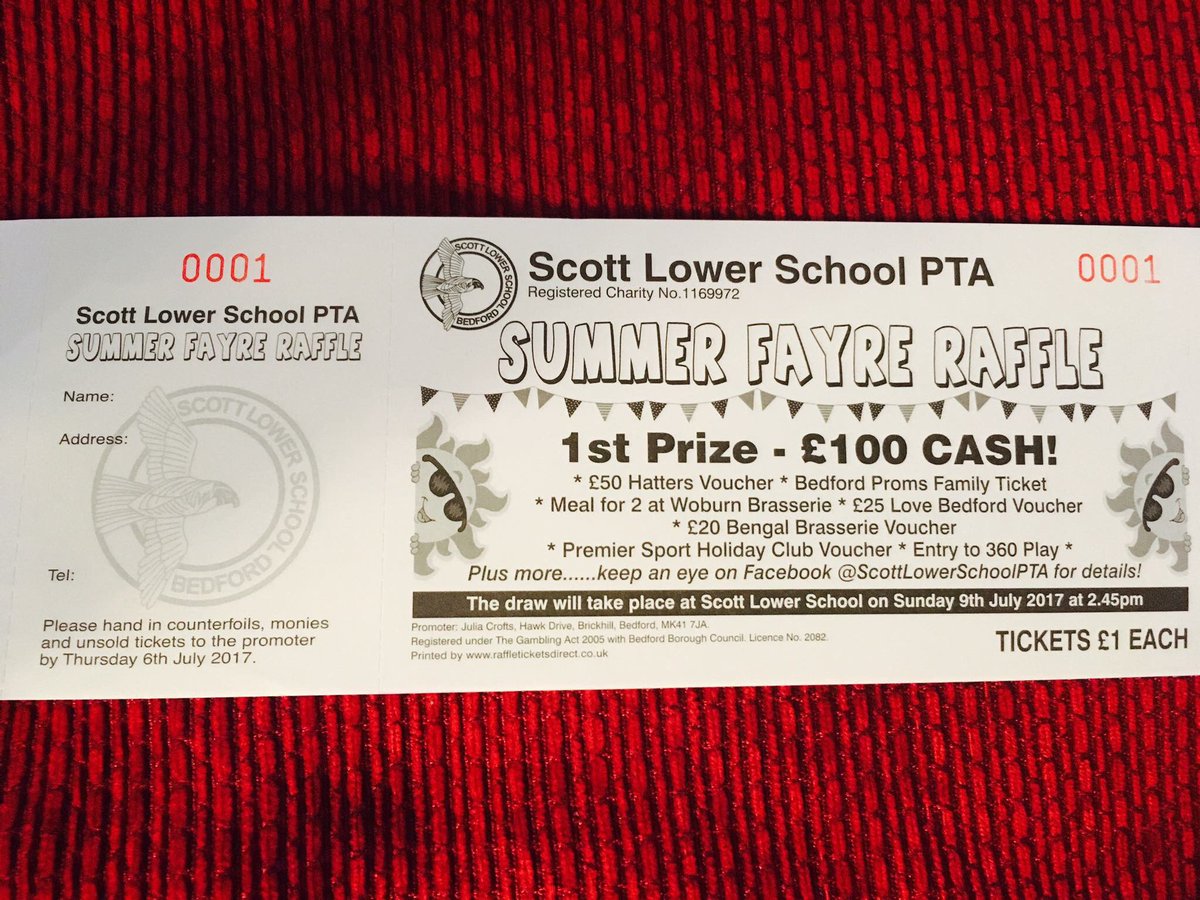 0001
Scott Lower School PTA
SUMMER FAYRE RAFFLE
Name:
Address:
SCOTT LOWER SCHOOL
BEDFORD
Tel:
Please hand in counterfoils, monies
and unsold tickets to the promoter
by Thursday 6th July 2017.
SCOTT LOWER SCHOOL
BEDFORD
Scott Lower School PTA
Registered Charity No.1169972
0001
SUMMER FAYRE RAFFLE
1st Prize - £100 CASH!
* £50 Hatters Voucher * Bedford Proms Family Ticket
* Meal for 2 at Woburn Brasserie * £25 Love Bedford Voucher
* £20 Bengal Brasserie Voucher
* Premier Sport Holiday Club Voucher * Entry to 360 Play *
Plus more......keep an eye on Facebook @ScottLowerSchoolPTA for details!
The draw will take place at Scott Lower School on Sunday 9th July 2017 at 2.45pm
Promoter: Julia Crofts, Hawk Drive, Brickhill, Bedford, MK41 7JA.
Registered under The Gambling Act 2005 with Bedford Borough Council. Licence No. 2082.
Printed by www.raffleticketsdirect.co.uk
TICKETS £1 EACH